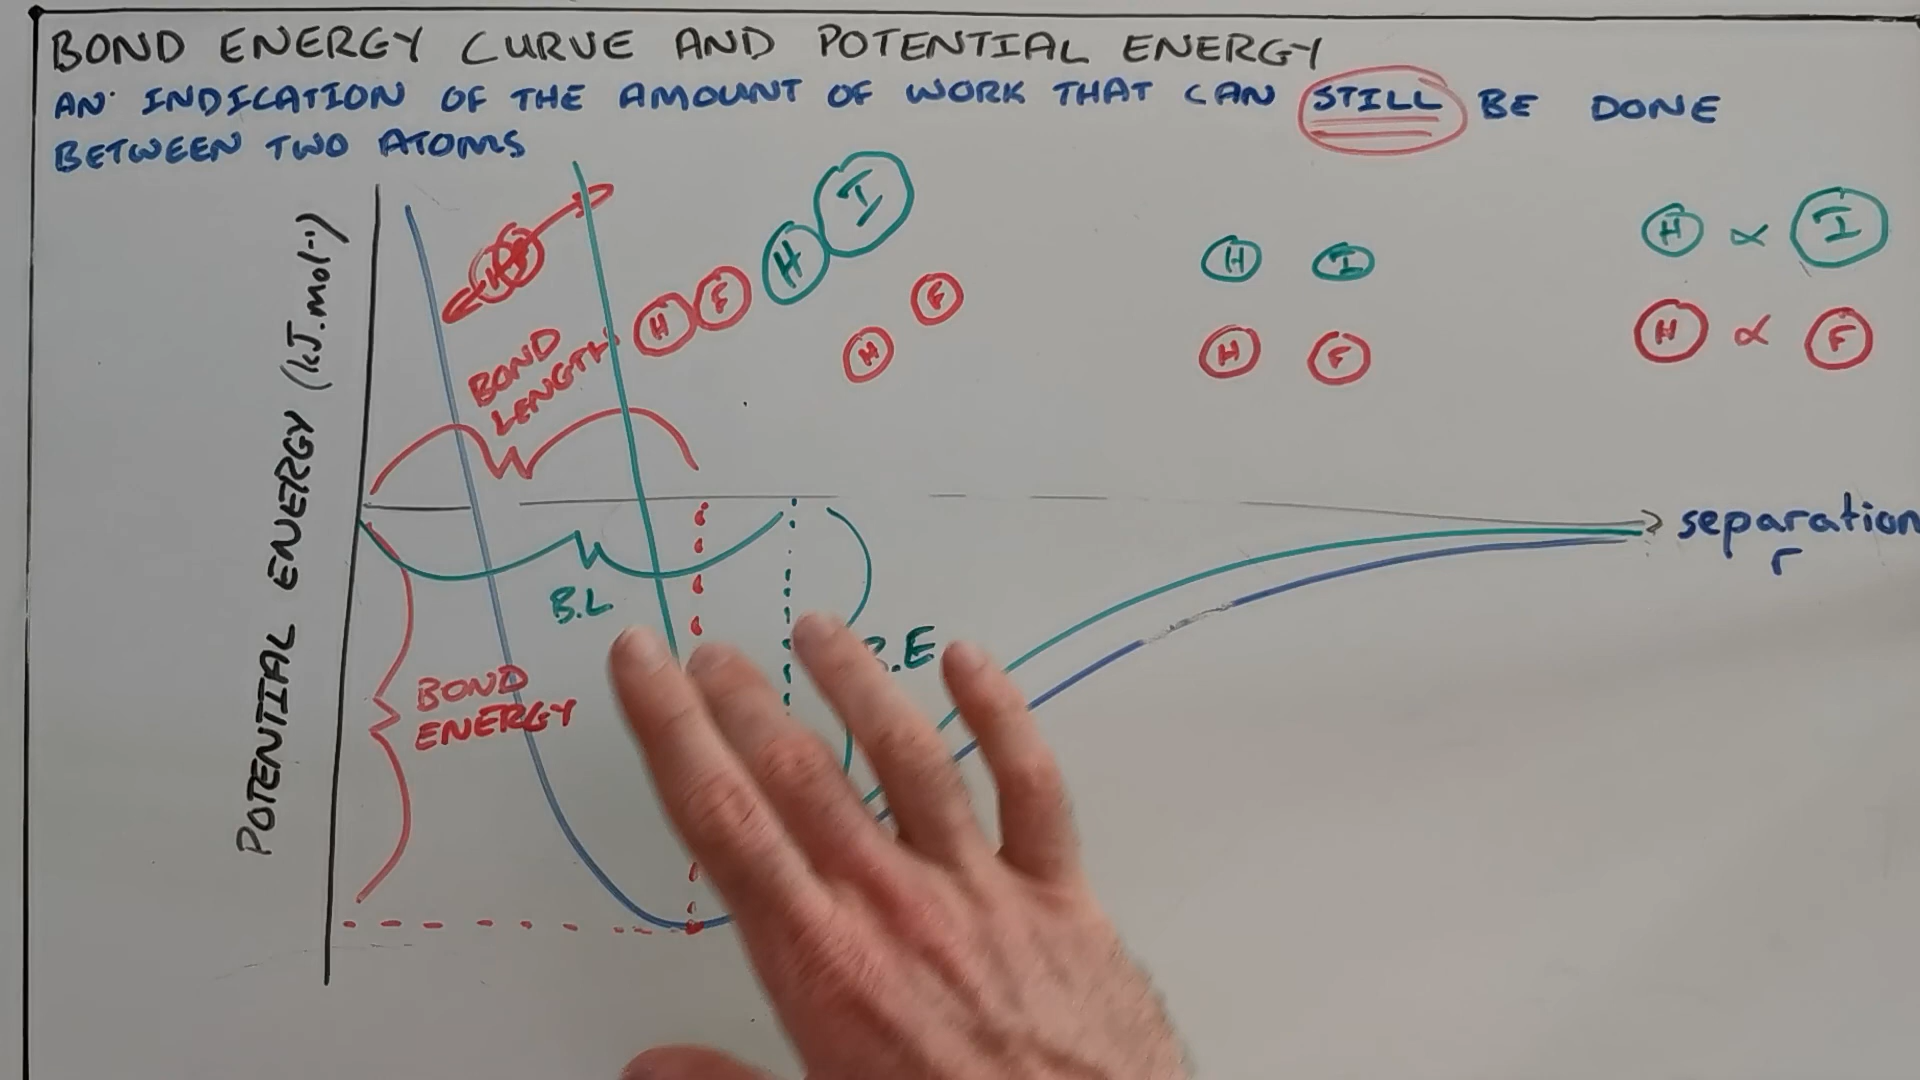 BOND ENERGY CURVE AND POTENTIAL ENERGY
AN INDICATION OF THE AMOUNT OF WORK THAT CAN STILL BE DONE
BETWEEN TWO ATOMS
POTENTIAL ENERGY (kJ.mol⁻¹)
BOND
LENGTH
H F
H I
H F
H I
H F
H ∝ I
H ∝ F
separation
r
B.L
B.E
BOND
ENERGY